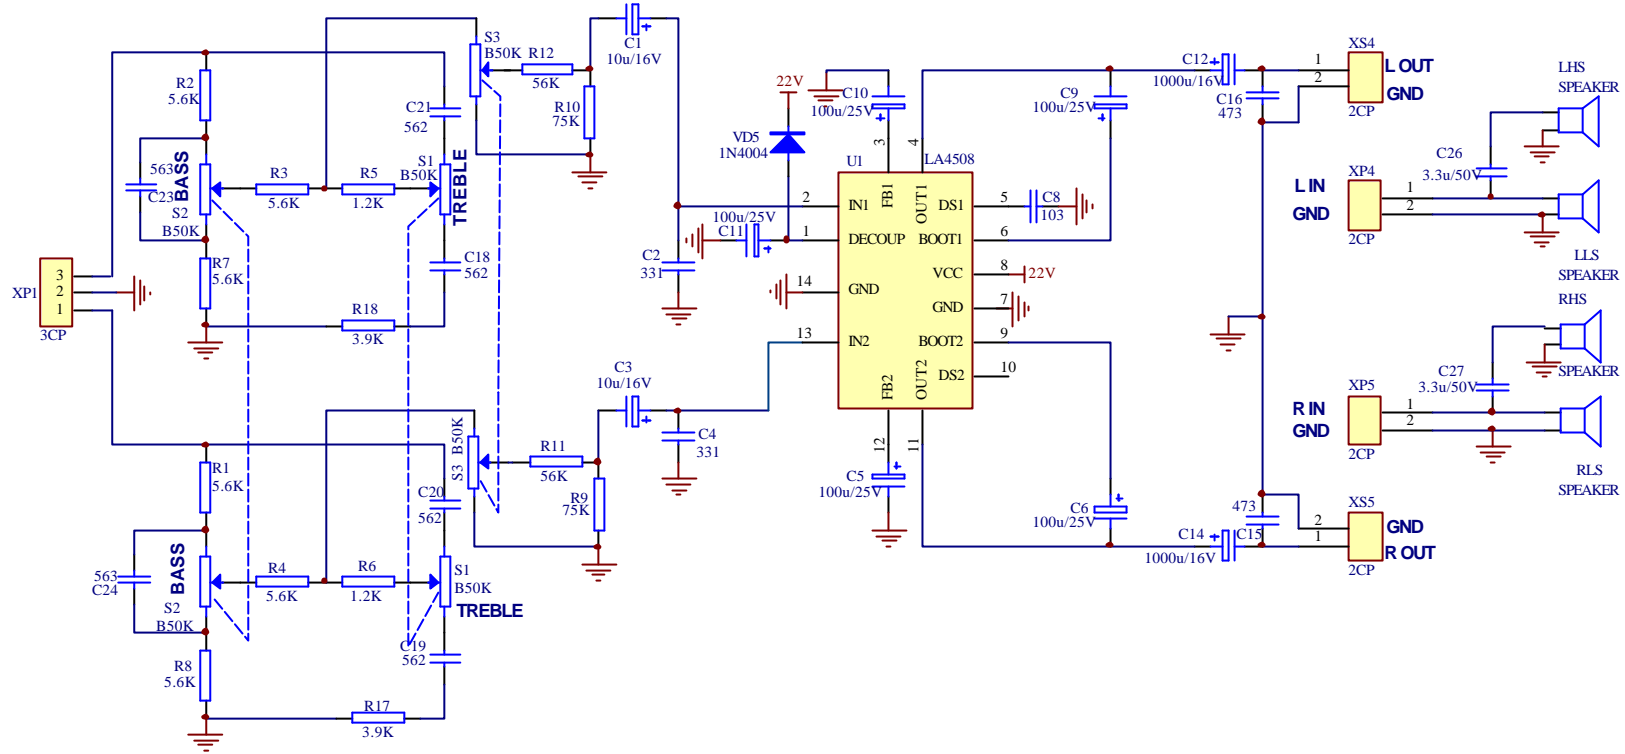 R2
5.6K
563
C23
BASS
S2
B50K
R7
5.6K
R3
5.6K
R5
1.2K
R18
3.9K
C21
562
S1
B50K
TREBLE
C18
562
S3
B50K
R12
56K
R10
75K
C1
10u/16V
XP1
3
2
1
3CP
R1
5.6K
563
C24
BASS
S2
B50K
R8
5.6K
R4
5.6K
R6
1.2K
R17
3.9K
C20
562
S1
B50K
TREBLE
C19
562
S3 B50K
R11
56K
R9
75K
C3
10u/16V
C4
331
C2
331
22V
VD5
1N4004
100u/25V
C11
C10
100u/25V
U1
LA4508
3
4
FB1
OUT1
2
IN1
1
DECOUP
14
GND
13
IN2
DS1
5
BOOT1
6
VCC
8
22V
GND
7
BOOT2
9
DS2
10
FB2
OUT2
12
11
C8
103
C5
100u/25V
C9
100u/25V
C6
100u/25V
C12
1000u/16V
C16
473
473
C14
C15
1000u/16V
XS4
1
2
L OUT
GND
2CP
XP4
L IN
GND
1
2
2CP
XP5
R IN
GND
1
2
2CP
XS5
2
1
GND
R OUT
2CP
LHS
SPEAKER
C26
3.3u/50V
LLS
SPEAKER
RHS
SPEAKER
C27
3.3u/50V
RLS
SPEAKER